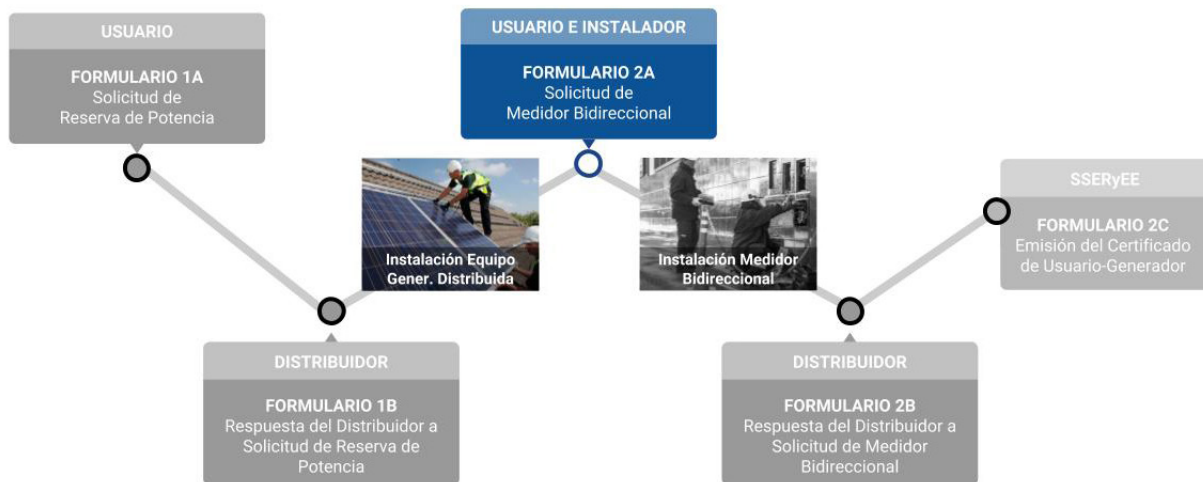 USUARIO
FORMULARIO 1A
Solicitud de
Reserva de Potencia
USUARIO E INSTALADOR
FORMULARIO 2A
Solicitud de
Medidor Bidireccional
Instalación Equipo
Gener. Distribuida
Instalación Medidor
Bidireccional
SSERyEE
FORMULARIO 2C
Emisión del Certificado
de Usuario-Generador
DISTRIBUIDOR
FORMULARIO 1B
Respuesta del Distribuidor a
Solicitud de Reserva de
Potencia
DISTRIBUIDOR
FORMULARIO 2B
Respuesta del Distribuidor a
Solicitud de Medidor
Bidireccional